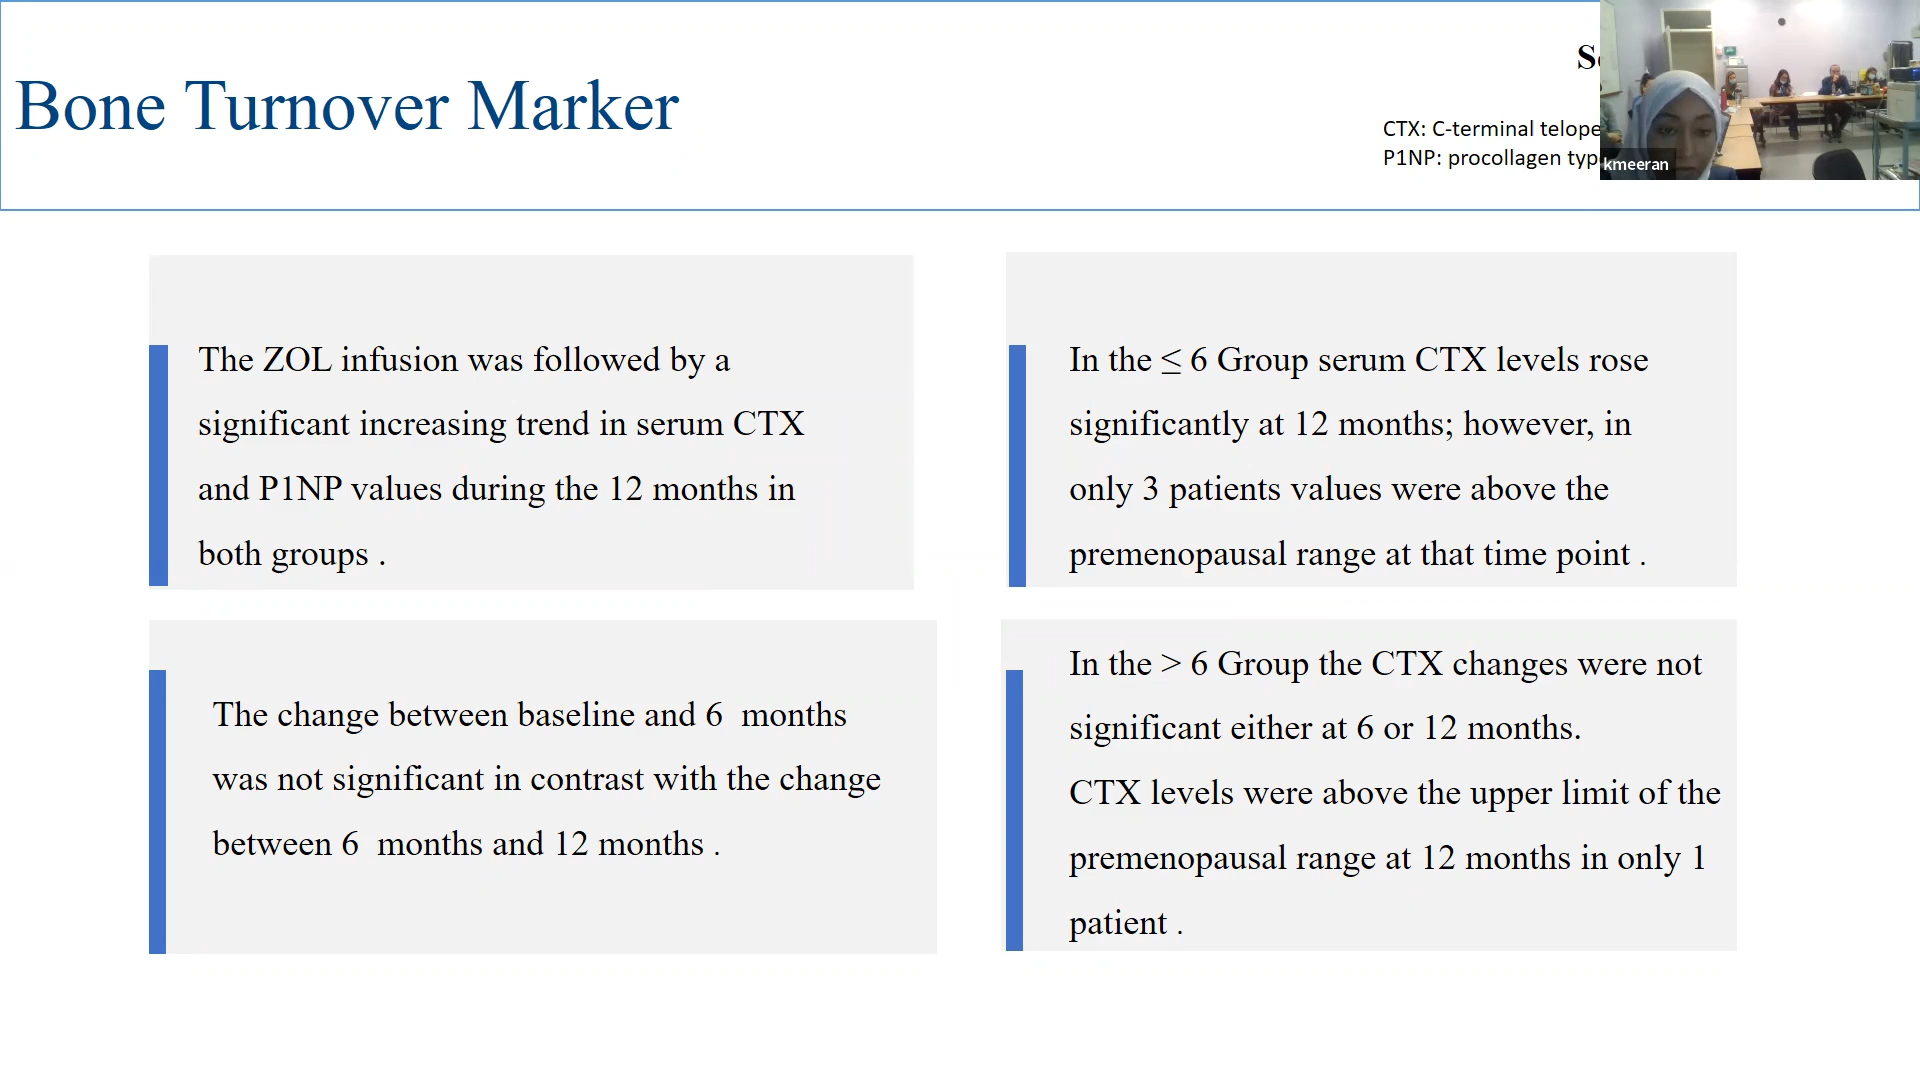 Bone Turnover Marker
CTX: C-terminal
P1NP: procollagen
kmeeran
The ZOL infusion was followed by a
significant increasing trend in serum CTX
and P1NP values during the 12 months in
both groups .
In the ≤ 6 Group serum CTX levels rose
significantly at 12 months; however, in
only 3 patients values were above the
premenopausal range at that time point .
The change between baseline and 6  months
was not significant in contrast with the change
between 6  months and 12 months .
In the > 6 Group the CTX changes were not
significant either at 6 or 12 months.
CTX levels were above the upper limit of the
premenopausal range at 12 months in only 1
patient .